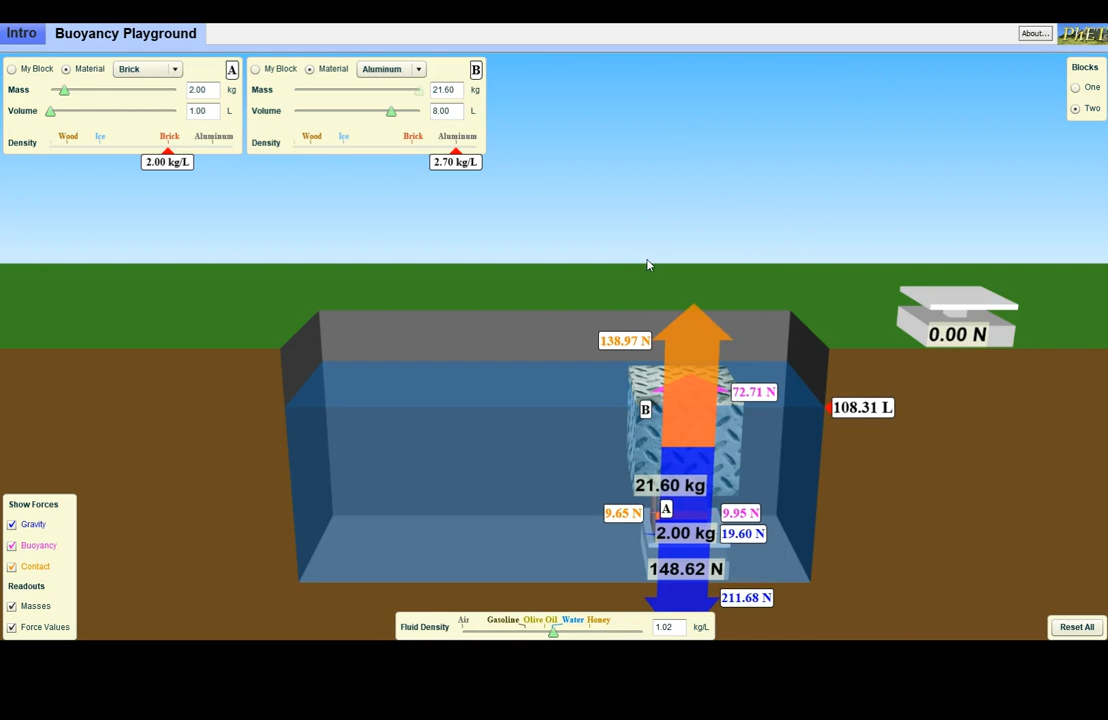 Intro
Buoyancy Playground
About...
PhET
My Block Material Brick A
Mass 2.00 kg
Volume 1.00 L
Wood Ice Brick Aluminum
Density
2.00 kg/L
My Block Material Aluminum B
Mass 21.60 kg
Volume 8.00 L
Wood Ice Brick Aluminum
Density
2.70 kg/L
Blocks
One
Two
0.00 N
138.97 N
72.71 N
B
108.31 L
21.60 kg
9.65 N
A
9.95 N
2.00 kg
19.60 N
148.62 N
211.68 N
Show Forces
Gravity
Buoyancy
Contact
Readouts
Masses
Force Values
Air Gasoline Olive Oil Water Honey
Fluid Density 1.02 kg/L
Reset All